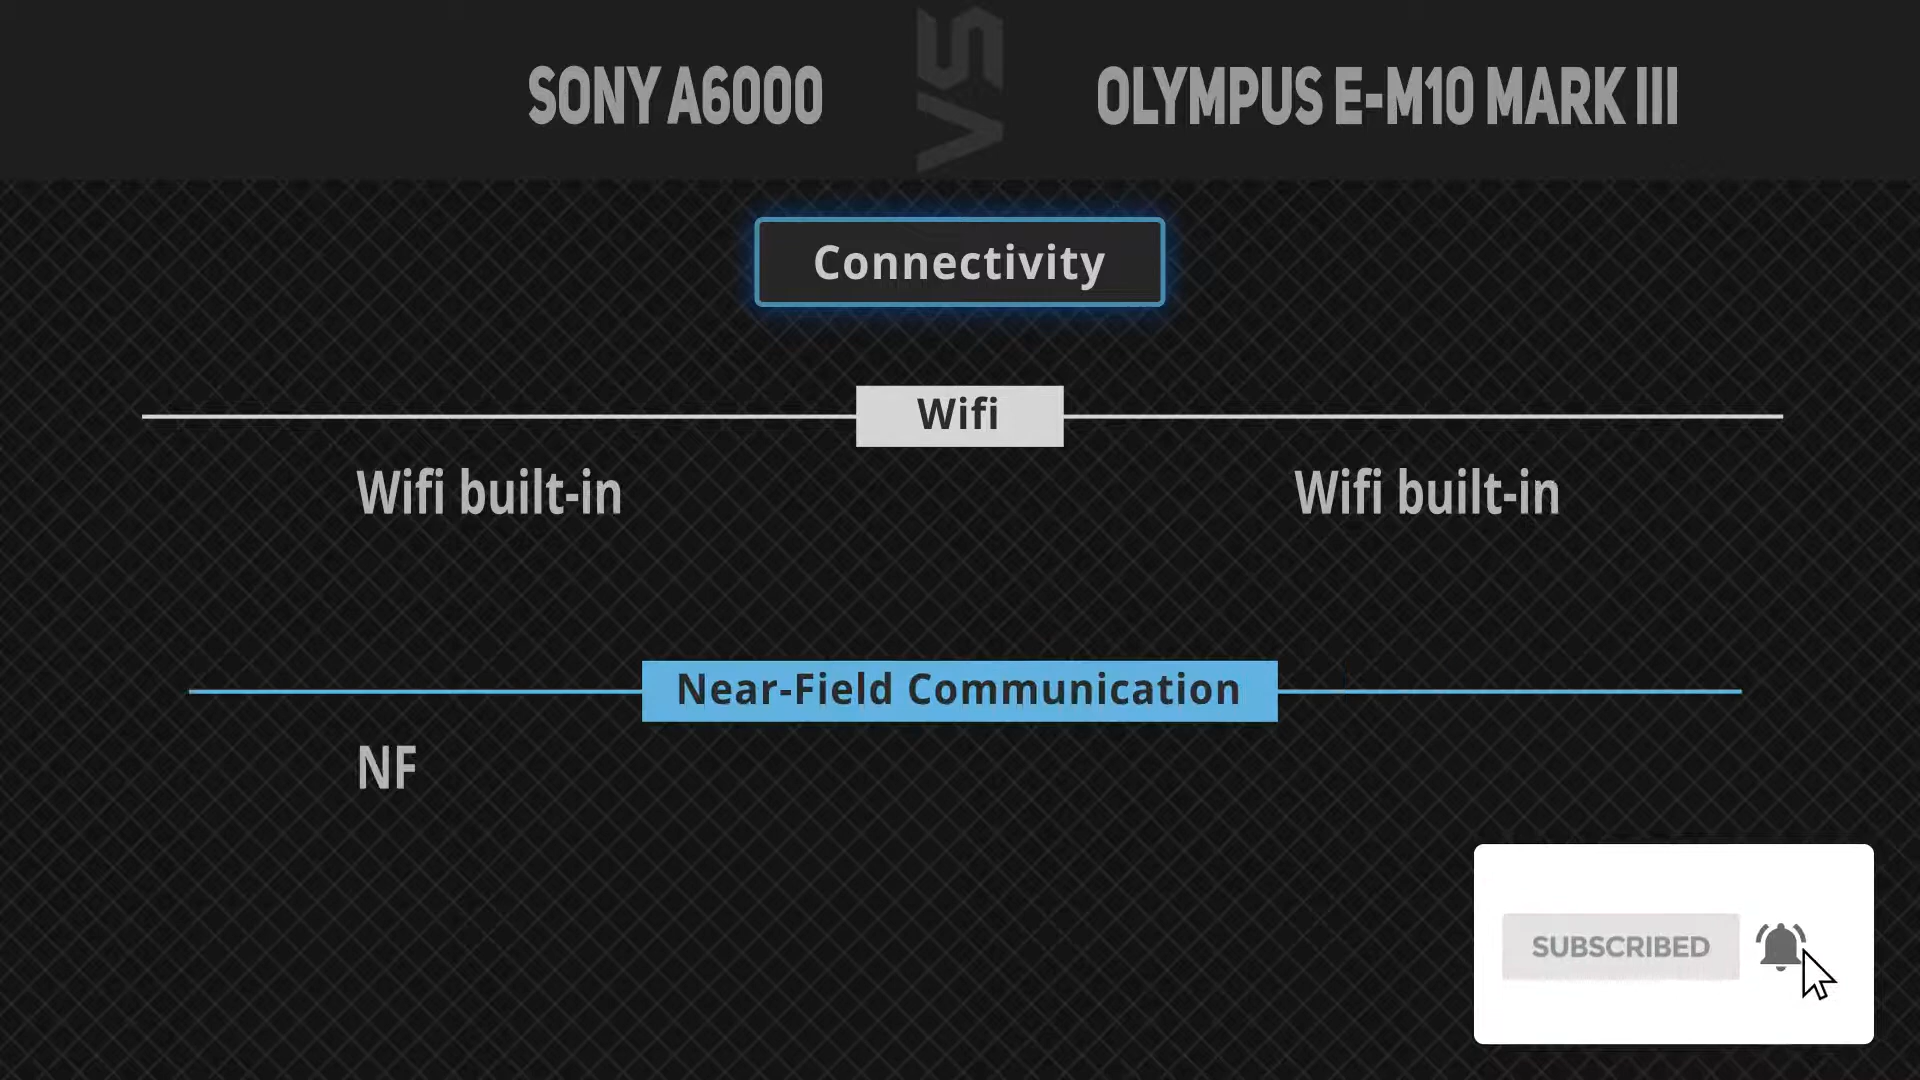 SONY A6000
VS
OLYMPUS E-M10 MARK III
Connectivity
Wifi
Wifi built-in
Wifi built-in
Near-Field Communication
NF
SUBSCRIBED